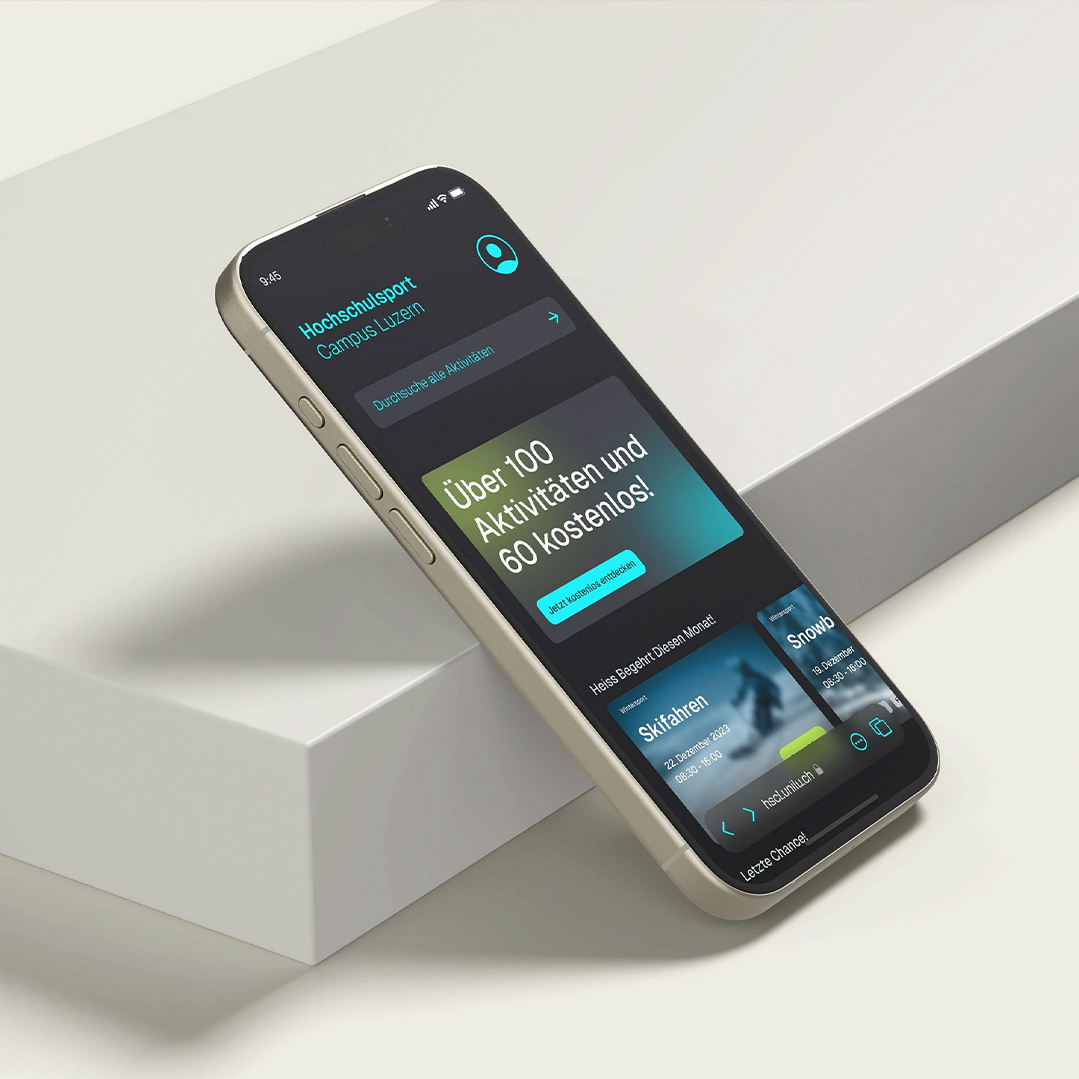 9:45
Hochschulsport
Campus Luzern
Durchsuche alle Aktivitäten
Über 100
Aktivitäten und
60 kostenlos!
Jetzt kostenlos entdecken
Heiss Begehrt Diesen Monat!
Wintersport
Skifahren
22. Dezember 2023
08:30 - 16:00
Wintersport
Snowb
19. Dezember
08:30 - 16:00
hscl.unilu.ch
Letzte Chance!